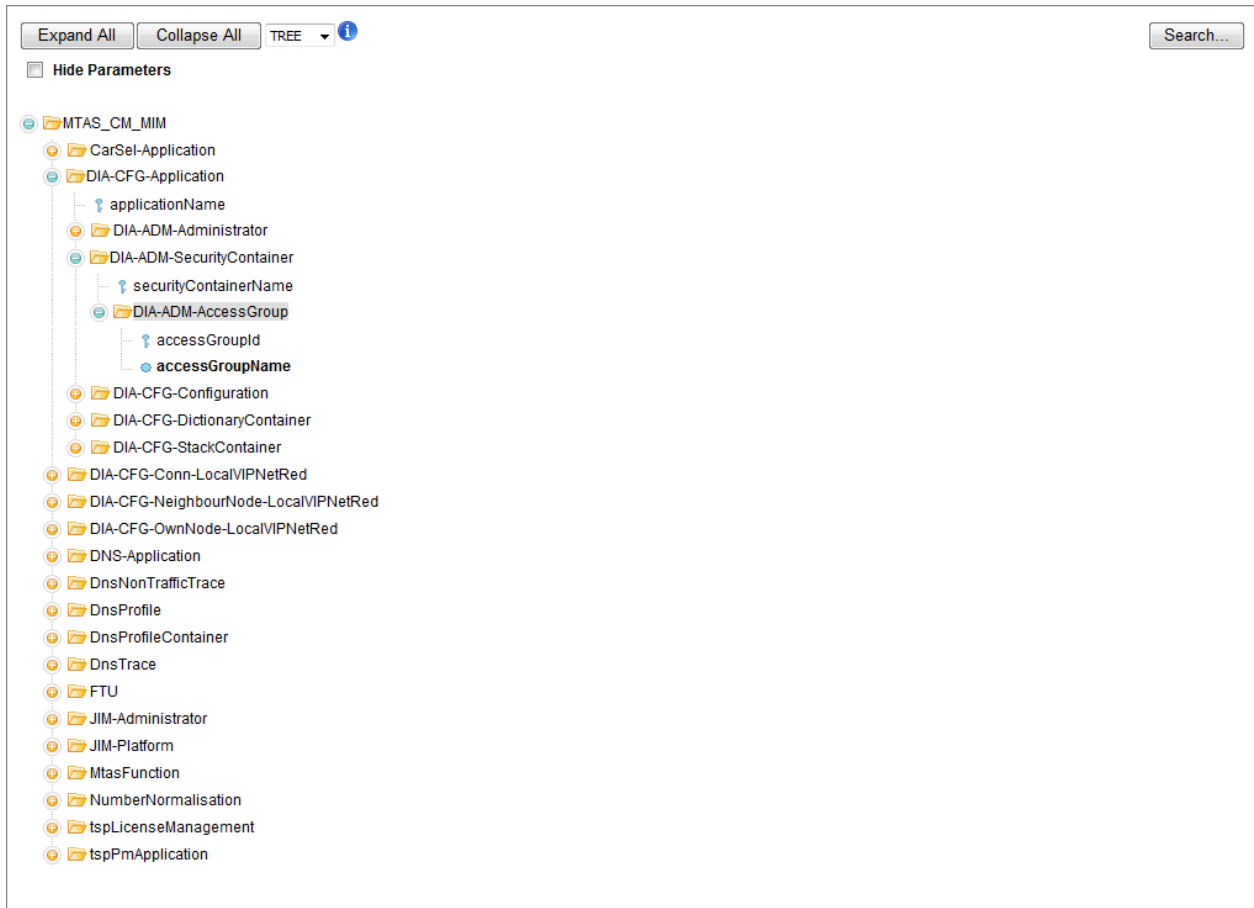 Expand All Collapse All TREE Search...
Hide Parameters
MTAS_CM_MIM
CarSel-Application
DIA-CFG-Application
applicationName
DIA-ADM-Administrator
DIA-ADM-SecurityContainer
securityContainerName
DIA-ADM-AccessGroup
accessGroupId
accessGroupName
DIA-CFG-Configuration
DIA-CFG-DictionaryContainer
DIA-CFG-StackContainer
DIA-CFG-Conn-LocalVIPNetRed
DIA-CFG-NeighbourNode-LocalVIPNetRed
DIA-CFG-OwnNode-LocalVIPNetRed
DNS-Application
DnsNonTrafficTrace
DnsProfile
DnsProfileContainer
DnsTrace
FTU
JIM-Administrator
JIM-Platform
MtasFunction
NumberNormalisation
tspLicenseManagement
tspPmApplication